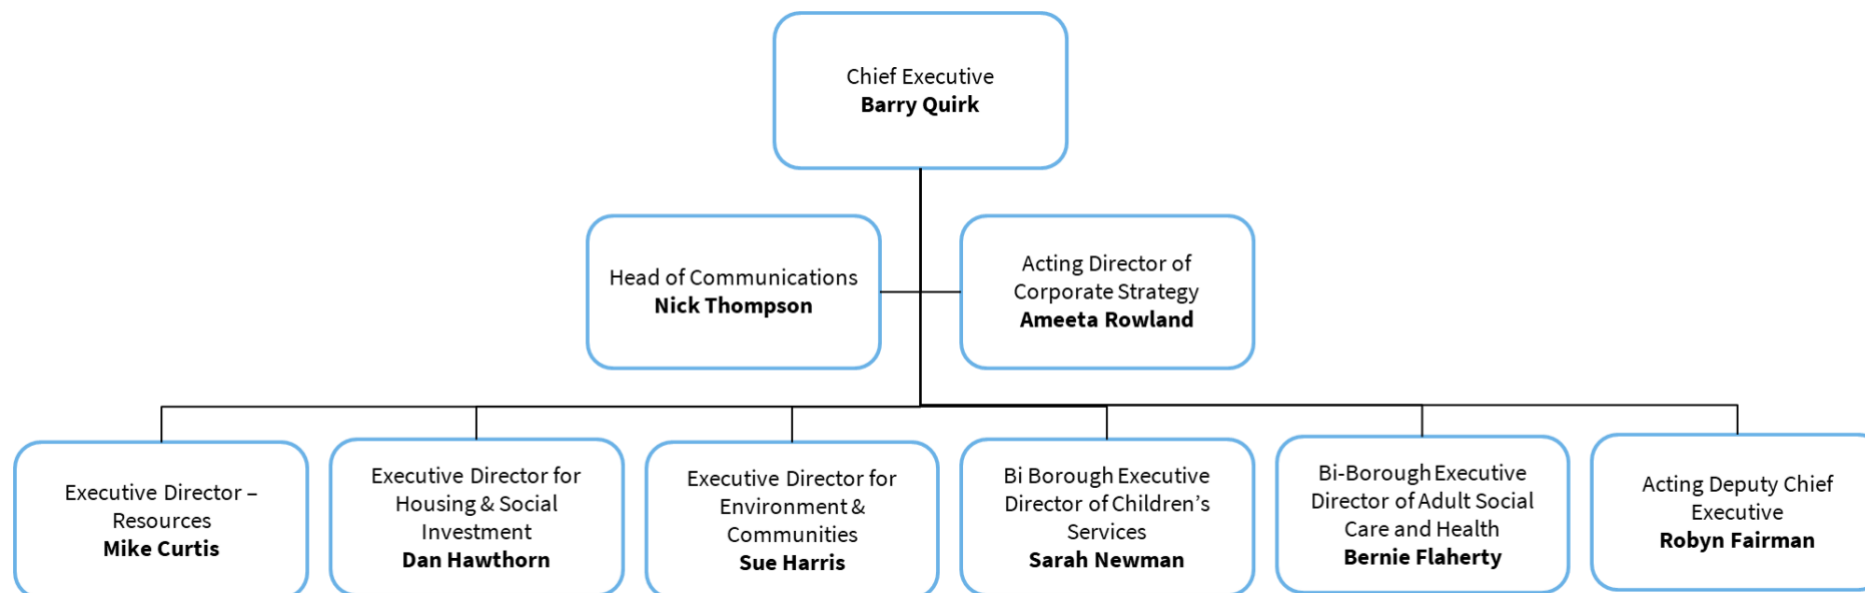 Chief Executive
Barry Quirk
Head of Communications
Nick Thompson
Acting Director of
Corporate Strategy
Ameeta Rowland
Executive Director –
Resources
Mike Curtis
Executive Director for
Housing & Social
Investment
Dan Hawthorn
Executive Director for
Environment &
Communities
Sue Harris
Bi Borough Executive
Director of Children’s
Services
Sarah Newman
Bi-Borough Executive
Director of Adult Social
Care and Health
Bernie Flaherty
Acting Deputy Chief
Executive
Robyn Fairman